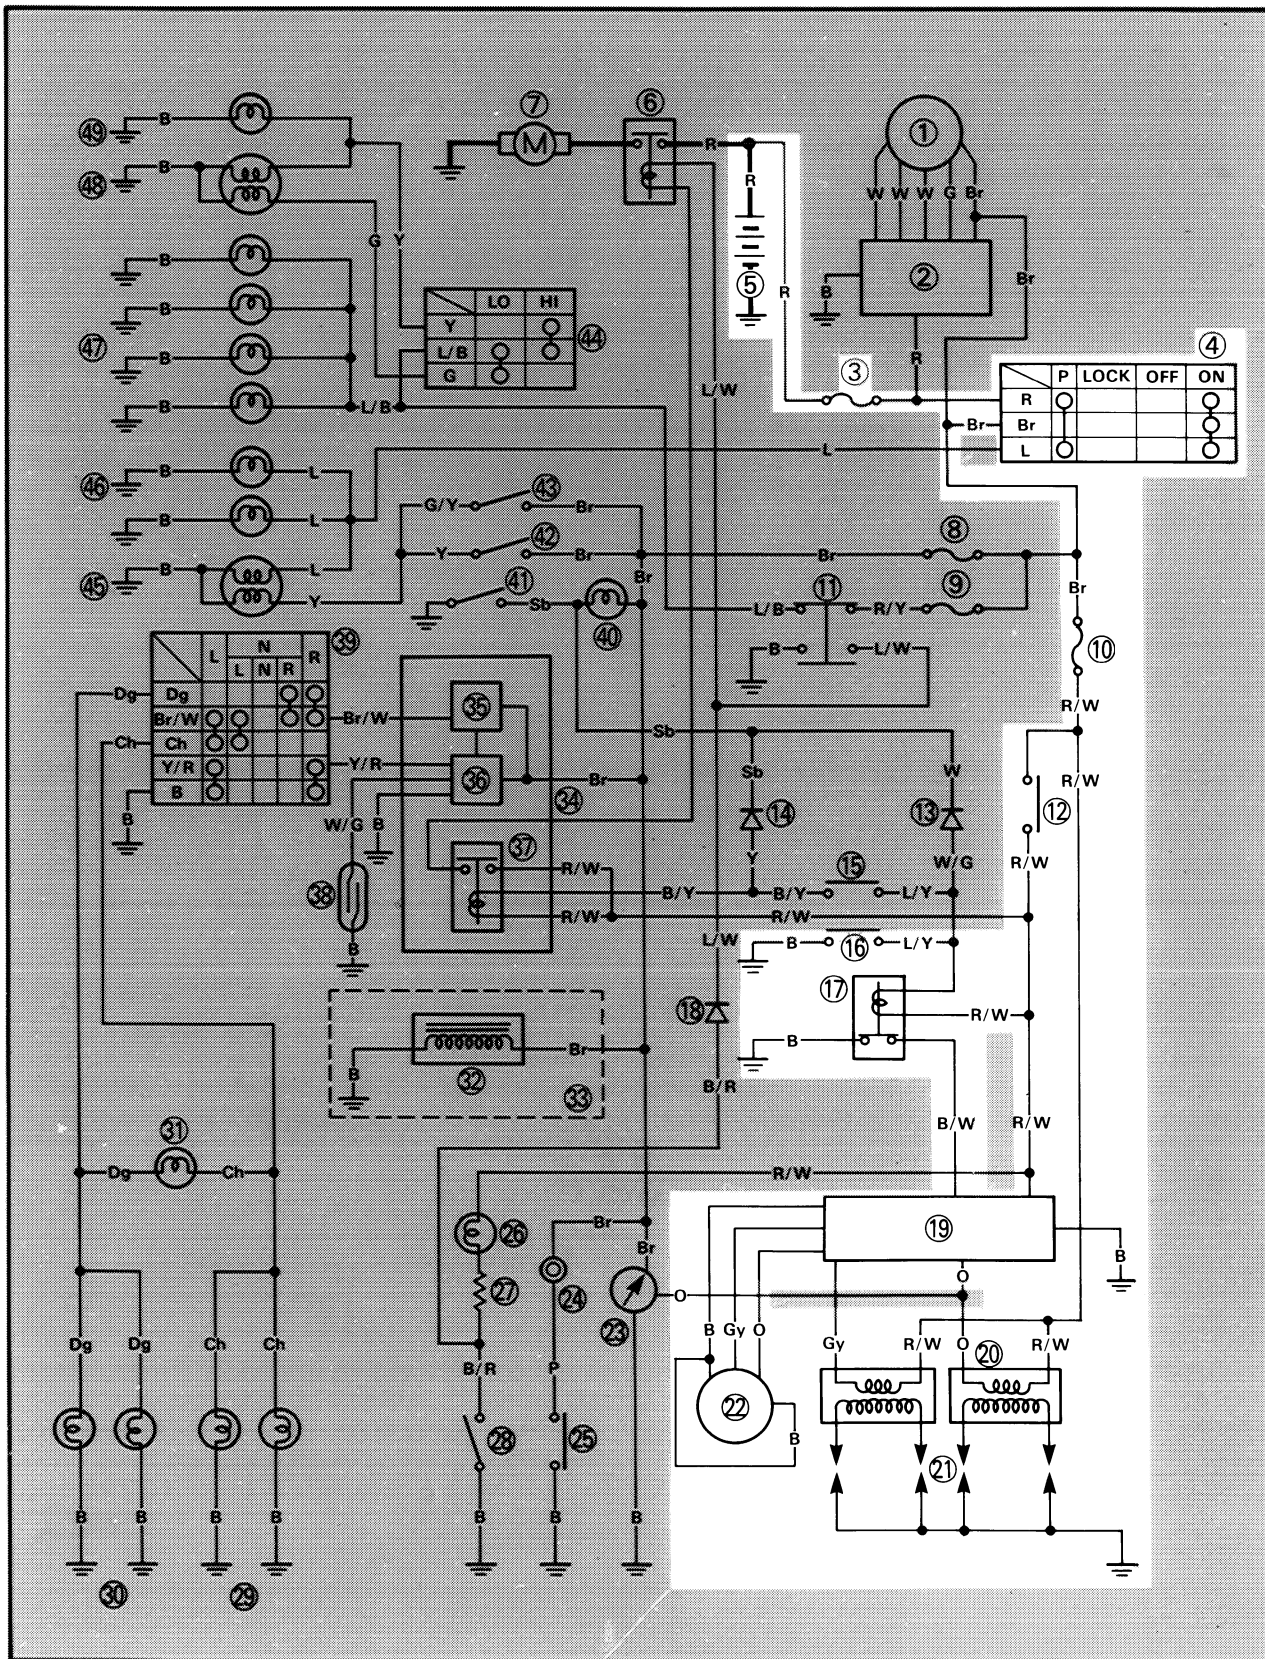 ① ⑥ ⑦
㊾ B M R
㊽ B R W W W G Br
G Y
B ② Br
B LO HI ⑤ R B
Y ㊹ R ④
㊼ B L/B ③ P LOCK OFF ON
G L/W R
B L/B Br Br
L L
㊻ B L
G/Y ㊸ Br
B L ⑧
Y ㊷ Br Br
㊺ B L Br ㊶ ⑪ ⑨ Br
Y Sb L/B R/Y
㊵
N ㊴ B L/W ⑩
L L N R R
Dg Dg ㉟ R/W
Br/W Br/W
Ch Ch Sb
Y/R Y/R ㊱ Br Sb W R/W
B ㉞ ⑫
B W/G B ⑭ ⑬
㊲ Y W/G R/W
R/W ⑮
㊳ B/Y B/Y L/Y
R/W R/W
B L/W B ⑯ L/Y
⑰
⑱ R/W
B
Br
B ㉜ B/R
㉝
B/W R/W
㉛
Dg Ch R/W
Br ⑲
㉖ Br B
㉗ ㉔ O O
㉓ B Gy O
Dg Dg Ch Ch Gy R/W O ⑳ R/W
B/R P
㉒
㉘ ㉕ B
㉑
B B B B B B B
㉚ ㉙